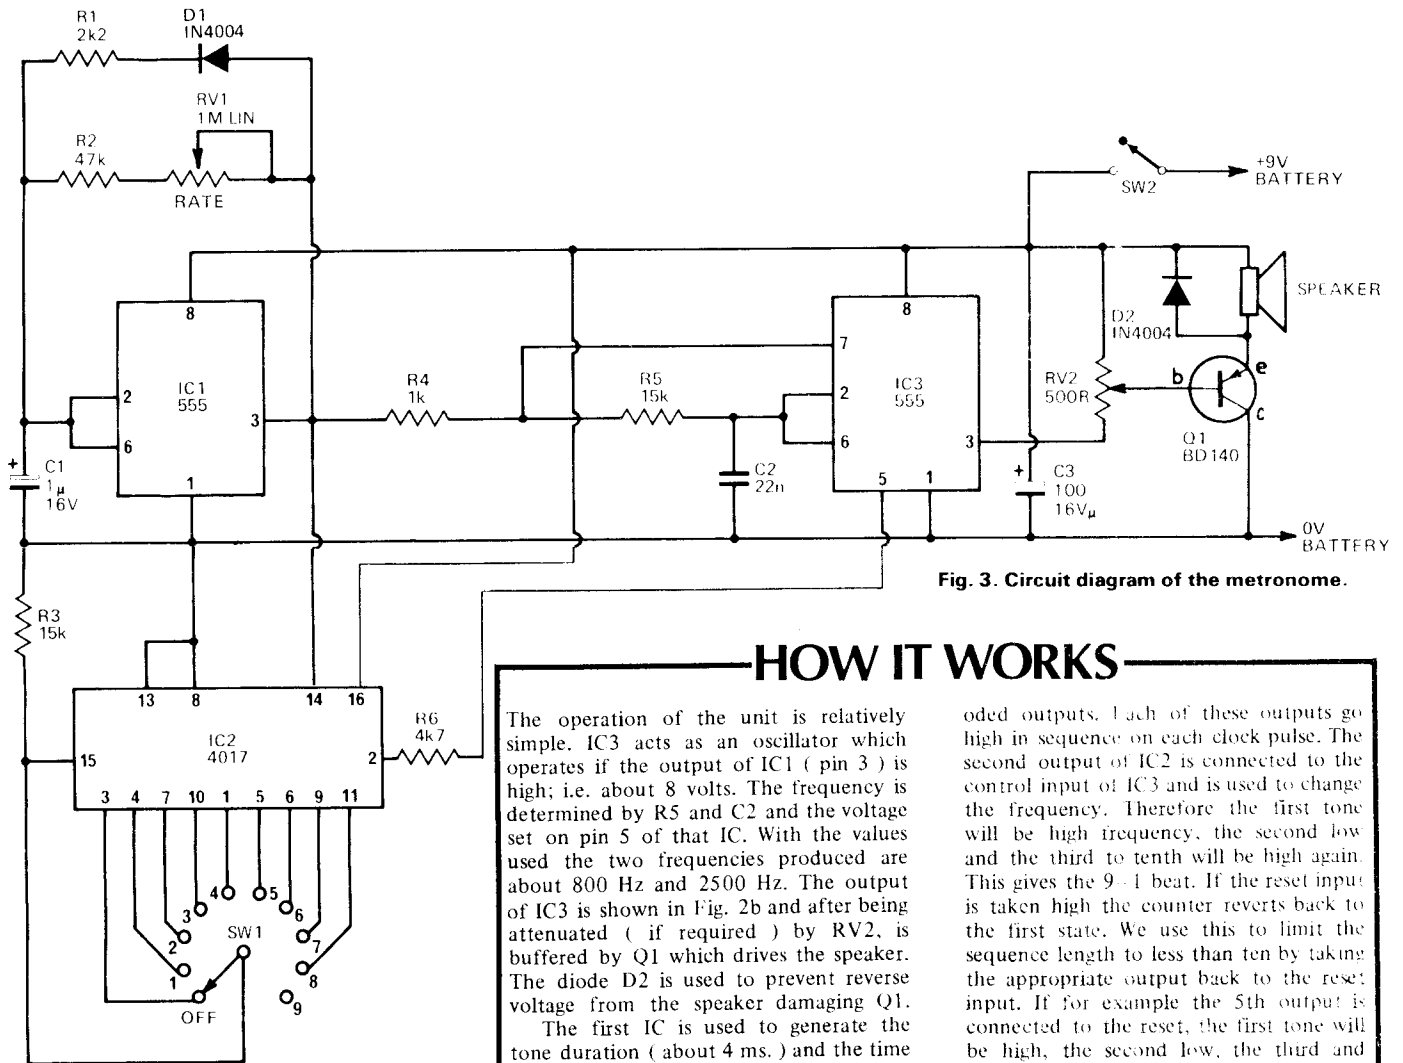 R1
2k2
D1
IN4004
RV1
1M LIN
R2
47k
RATE
+9V
BATTERY
SW2
8
8
SPEAKER
D2
IN4004
7
2
IC1
555
6
3
1
R4
1k
R5
15k
2
IC3
555
6
3
5
1
RV2
500R
b
e
c
Q1
BD140
+
C1
1µ
16V
C2
22n
+
C3
100
16Vµ
0V
BATTERY
Fig. 3. Circuit diagram of the metronome.
R3
15k
13
8
14
16
IC2
4017
15
2
R6
4k7
3
4
7
10
1
5
6
9
11
4
5
3
6
SW1
2
7
1
8
OFF
9
HOW IT WORKS
The operation of the unit is relatively
simple. IC3 acts as an oscillator which
operates if the output of IC1 ( pin 3 ) is
high; i.e. about 8 volts. The frequency is
determined by R5 and C2 and the voltage
set on pin 5 of that IC. With the values
used the two frequencies produced are
about 800 Hz and 2500 Hz. The output
of IC3 is shown in Fig. 2b and after being
attenuated ( if required ) by RV2, is
buffered by Q1 which drives the speaker.
The diode D2 is used to prevent reverse
voltage from the speaker damaging Q1.
The first IC is used to generate the
tone duration ( about 4 ms. ) and the time
oded outputs. Each of these outputs go
high in sequence on each clock pulse. The
second output of IC2 is connected to the
control input of IC3 and is used to change
the frequency. Therefore the first tone
will be high frequency, the second low
and the third to tenth will be high again.
This gives the 9-1 beat. If the reset input
is taken high the counter reverts back to
the first state. We use this to limit the
sequence length to less than ten by taking
the appropriate output back to the reset
input. If for example the 5th output is
connected to the reset, the first tone will
be high, the second low, the third and